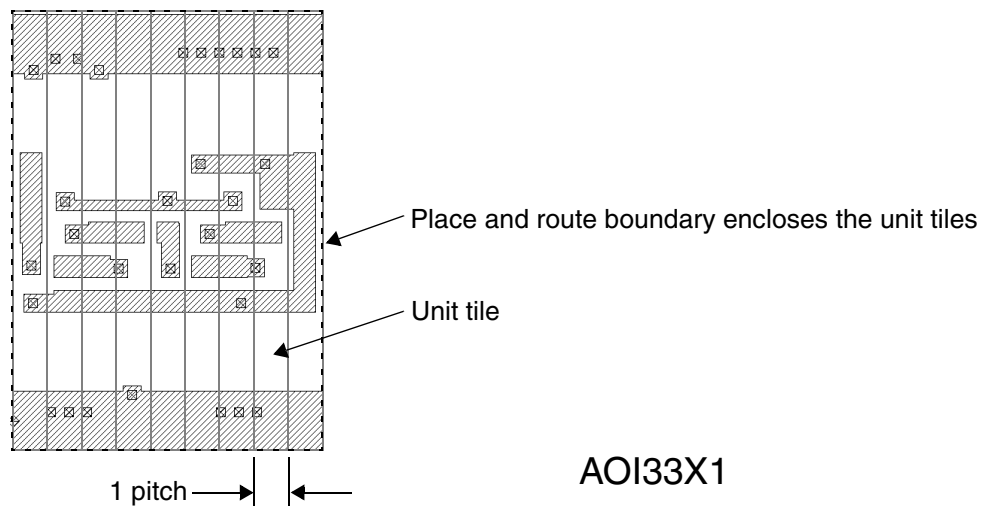 Place and route boundary encloses the unit tiles
Unit tile
AOI33X1
1 pitch